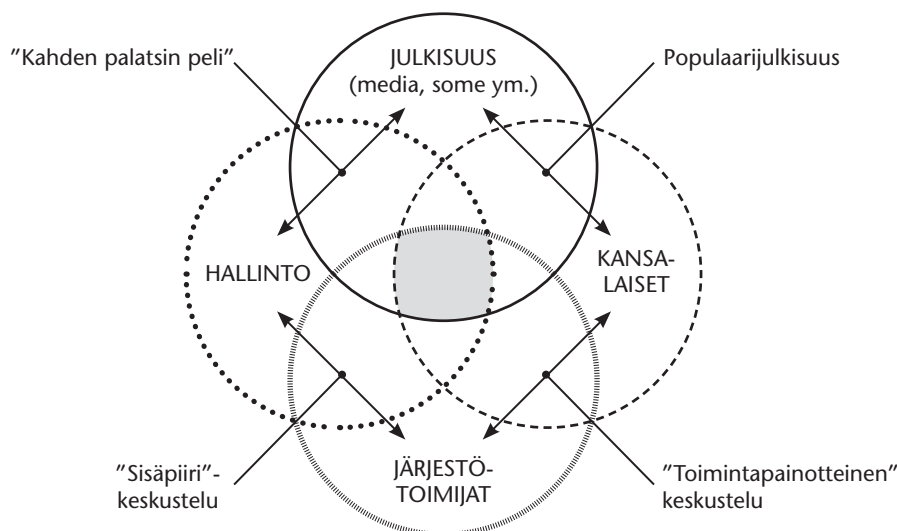 ”Kahden palatsin peli”
JULKISUUS
(media, some ym.)
Populaarijulkisuus
HALLINTO
KANSA-
LAISET
”Sisäpiiri”-
keskustelu
JÄRJESTÖ-
TOIMIJAT
”Toimintapainotteinen”
keskustelu